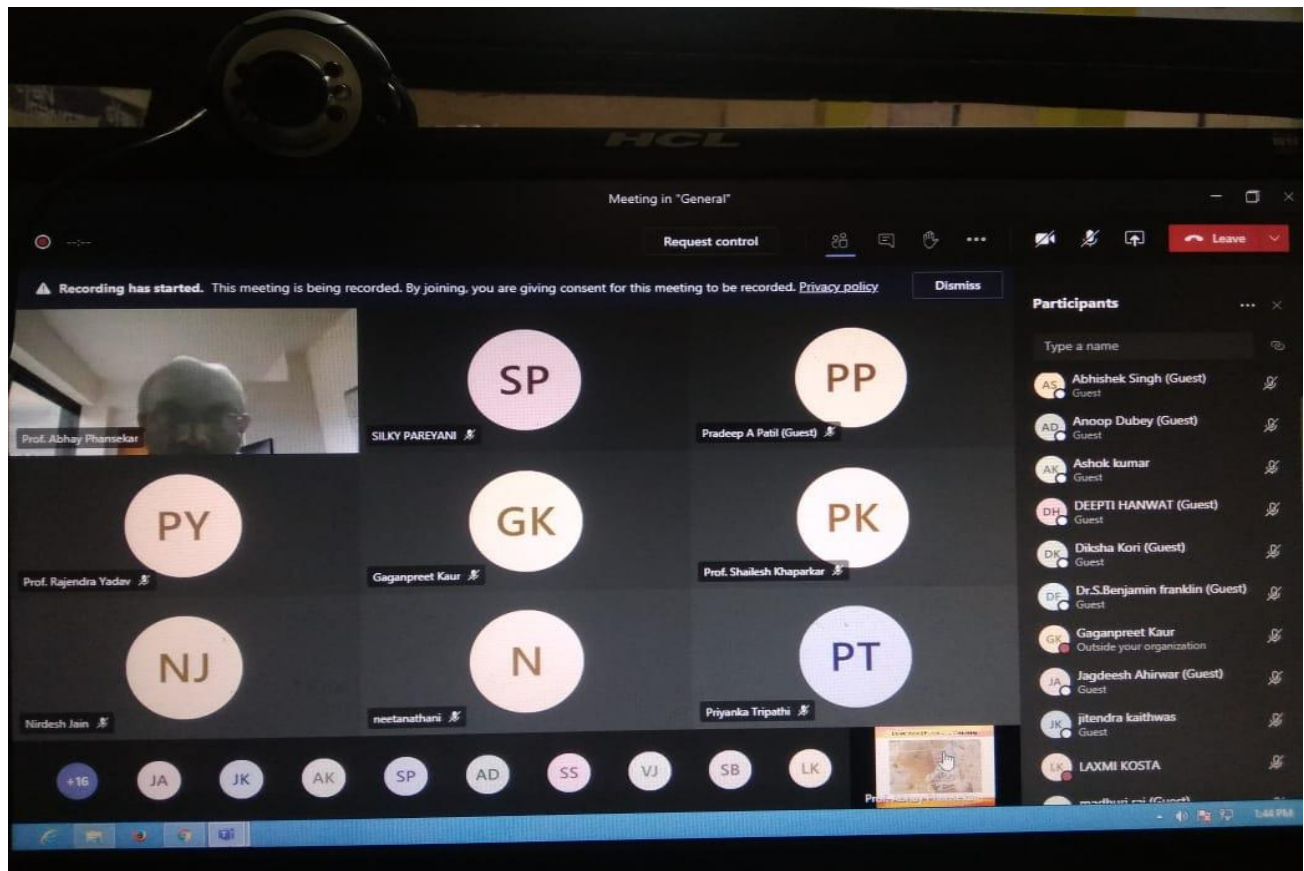 HCL
Meeting in "General"
--:--
Request control
Leave
Recording has started. This meeting is being recorded. By joining, you are giving consent for this meeting to be recorded. Privacy policy
Dismiss
Prof. Abhay Phansekar
SP
SILKY PAREYANI
PP
Pradeep A Patil (Guest)
PY
Prof. Rajendra Yadav
GK
Gaganpreet Kaur
PK
Prof. Shailesh Khaparkar
NJ
Nirdesh Jain
N
neetanathani
PT
Priyanka Tripathi
+16
JA
JK
AK
SP
AD
SS
VJ
SB
LK
Participants
Type a name
AS
Abhishek Singh (Guest)
Guest
AD
Anoop Dubey (Guest)
Guest
AK
Ashok kumar
Guest
DH
DEEPTI HANWAT (Guest)
Guest
DK
Diksha Kori (Guest)
Guest
DF
Dr.S.Benjamin franklin (Guest)
Guest
GK
Gaganpreet Kaur
Outside your organization
JA
Jagdeesh Ahirwar (Guest)
Guest
JK
jitendra kaithwas
Guest
LK
LAXMI KOSTA
1:44 PM